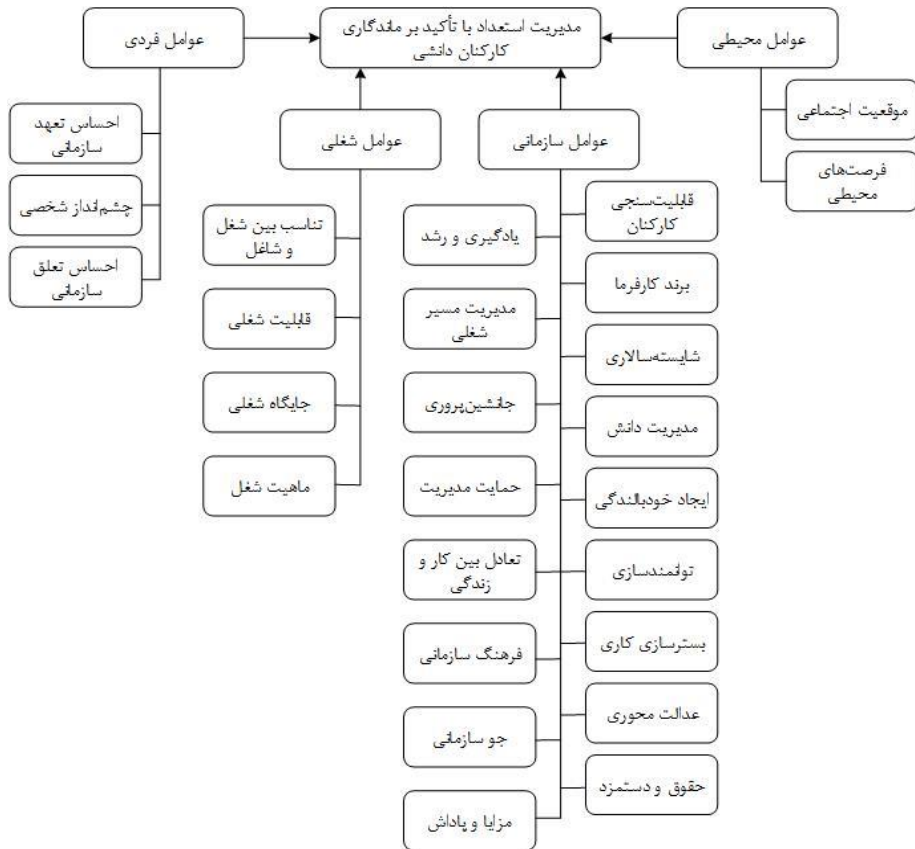 مدیریت استعداد با تأکید بر ماندگاری
کارکنان دانشی
عوامل محیطی
موقعیت اجتماعی
فرصت‌های
محیطی
عوامل سازمانی
قابلیت‌سنجی
کارکنان
برند کارفرما
شایسته‌سالاری
مدیریت دانش
ایجاد خودبالندگی
توانمندسازی
بسترسازی کاری
عدالت محوری
حقوق و دستمزد
یادگیری و رشد
مدیریت مسیر
شغلی
جانشین‌پروری
حمایت مدیریت
تعادل بین کار و
زندگی
فرهنگ سازمانی
جو سازمانی
مزایا و پاداش
عوامل شغلی
تناسب بین شغل
و شاغل
قابلیت شغلی
جایگاه شغلی
ماهیت شغل
عوامل فردی
احساس تعهد
سازمانی
چشم‌انداز شخصی
احساس تعلق
سازمانی